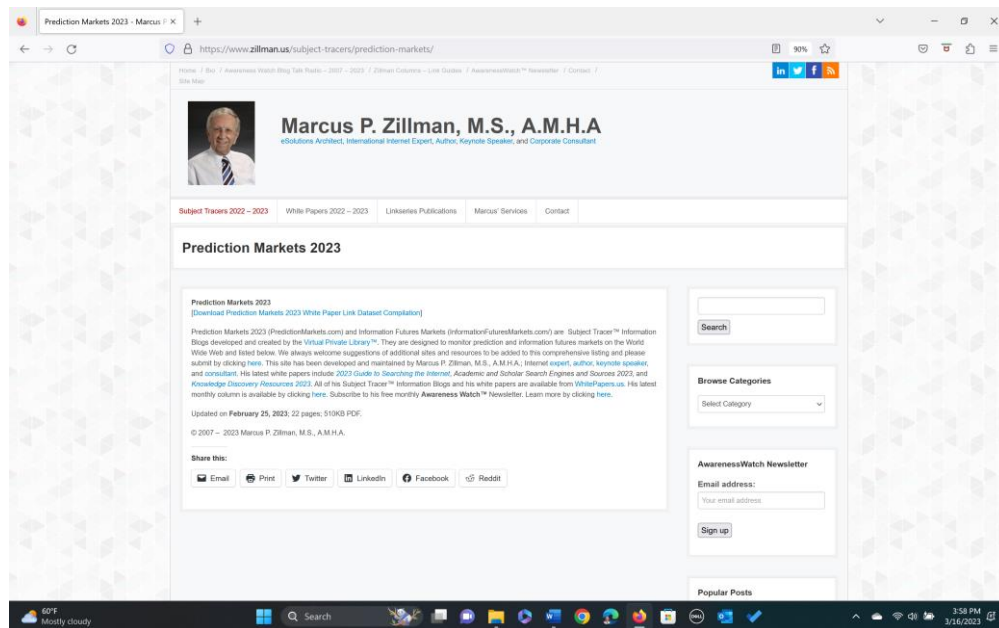 Prediction Markets 2023 - Marcus P
https://www.zillman.us/subject-tracers/prediction-markets/
90%
Home / Bio / Awareness Watch Blog Talk Radio – 2007 – 2023 / Zillman Columns – Link Guides / AwarenessWatch™ Newsletter / Contact /
Site Map
in
f
Marcus P. Zillman, M.S., A.M.H.A
eSolutions Architect, International Internet Expert, Author, Keynote Speaker, and Corporate Consultant
Subject Tracers 2022 – 2023
White Papers 2022 – 2023
Linkseries Publications
Marcus' Services
Contact
Prediction Markets 2023
Prediction Markets 2023
[Download Prediction Markets 2023 White Paper Link Dataset Compilation]
Prediction Markets 2023 (PredictionMarkets.com) and Information Futures Markets (InformationFuturesMarkets.com/) are Subject Tracer™ Information
Blogs developed and created by the Virtual Private Library™. They are designed to monitor prediction and information futures markets on the World
Wide Web and listed below. We always welcome suggestions of additional sites and resources to be added to this comprehensive listing and please
submit by clicking here. This site has been developed and maintained by Marcus P. Zillman, M.S., A.M.H.A.; Internet expert, author, keynote speaker,
and consultant. His latest white papers include 2023 Guide to Searching the Internet, Academic and Scholar Search Engines and Sources 2023, and
Knowledge Discovery Resources 2023. All of his Subject Tracer™ Information Blogs and his white papers are available from WhitePapers.us. His latest
monthly column is available by clicking here. Subscribe to his free monthly Awareness Watch™ Newsletter. Learn more by clicking here.
Updated on February 25, 2023; 22 pages; 510KB PDF.
© 2007 – 2023 Marcus P. Zillman, M.S., A.M.H.A.
Share this:
Email
Print
Twitter
LinkedIn
Facebook
Reddit
Search
Browse Categories
Select Category
AwarenessWatch Newsletter
Email address:
Your email address
Sign up
Popular Posts
60°F
Mostly cloudy
Search
DELL
3:58 PM
3/16/2023